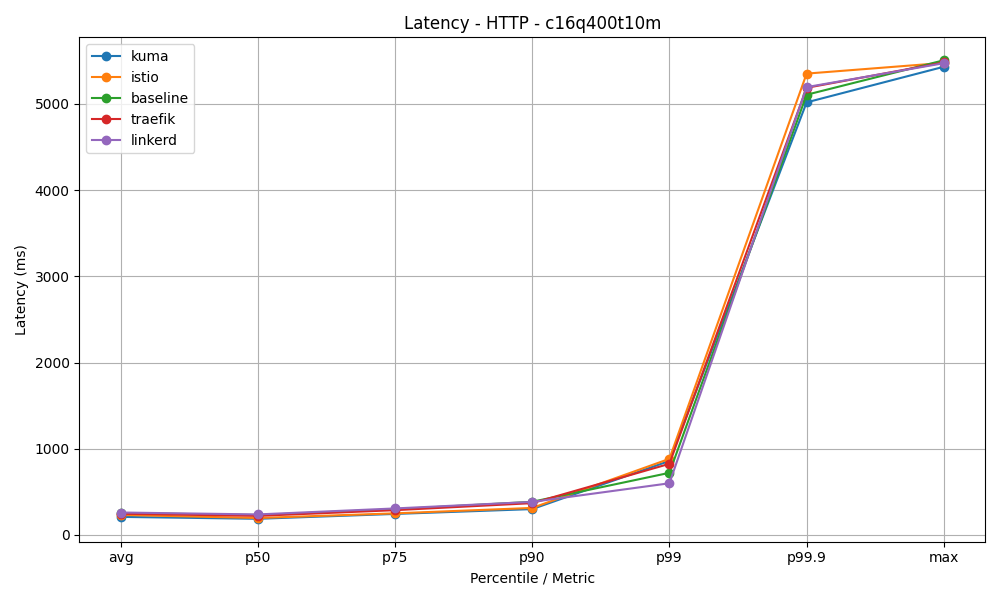 Latency - HTTP - c16q400t10m
kuma
istio
baseline
traefik
linkerd
Latency (ms)
5000
4000
3000
2000
1000
0
avg p50 p75 p90 p99 p99.9 max
Percentile / Metric